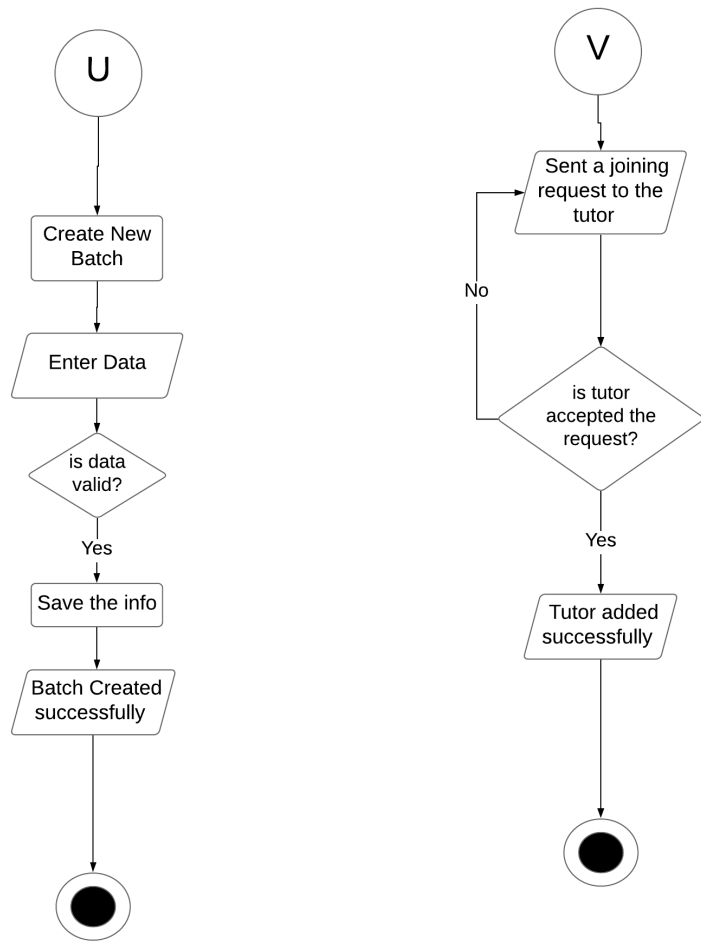 U
Create New
Batch
Enter Data
is data
valid?
Yes
Save the info
Batch Created
successfully
V
Sent a joining
request to the
tutor
No
is tutor
accepted the
request?
Yes
Tutor added
successfully